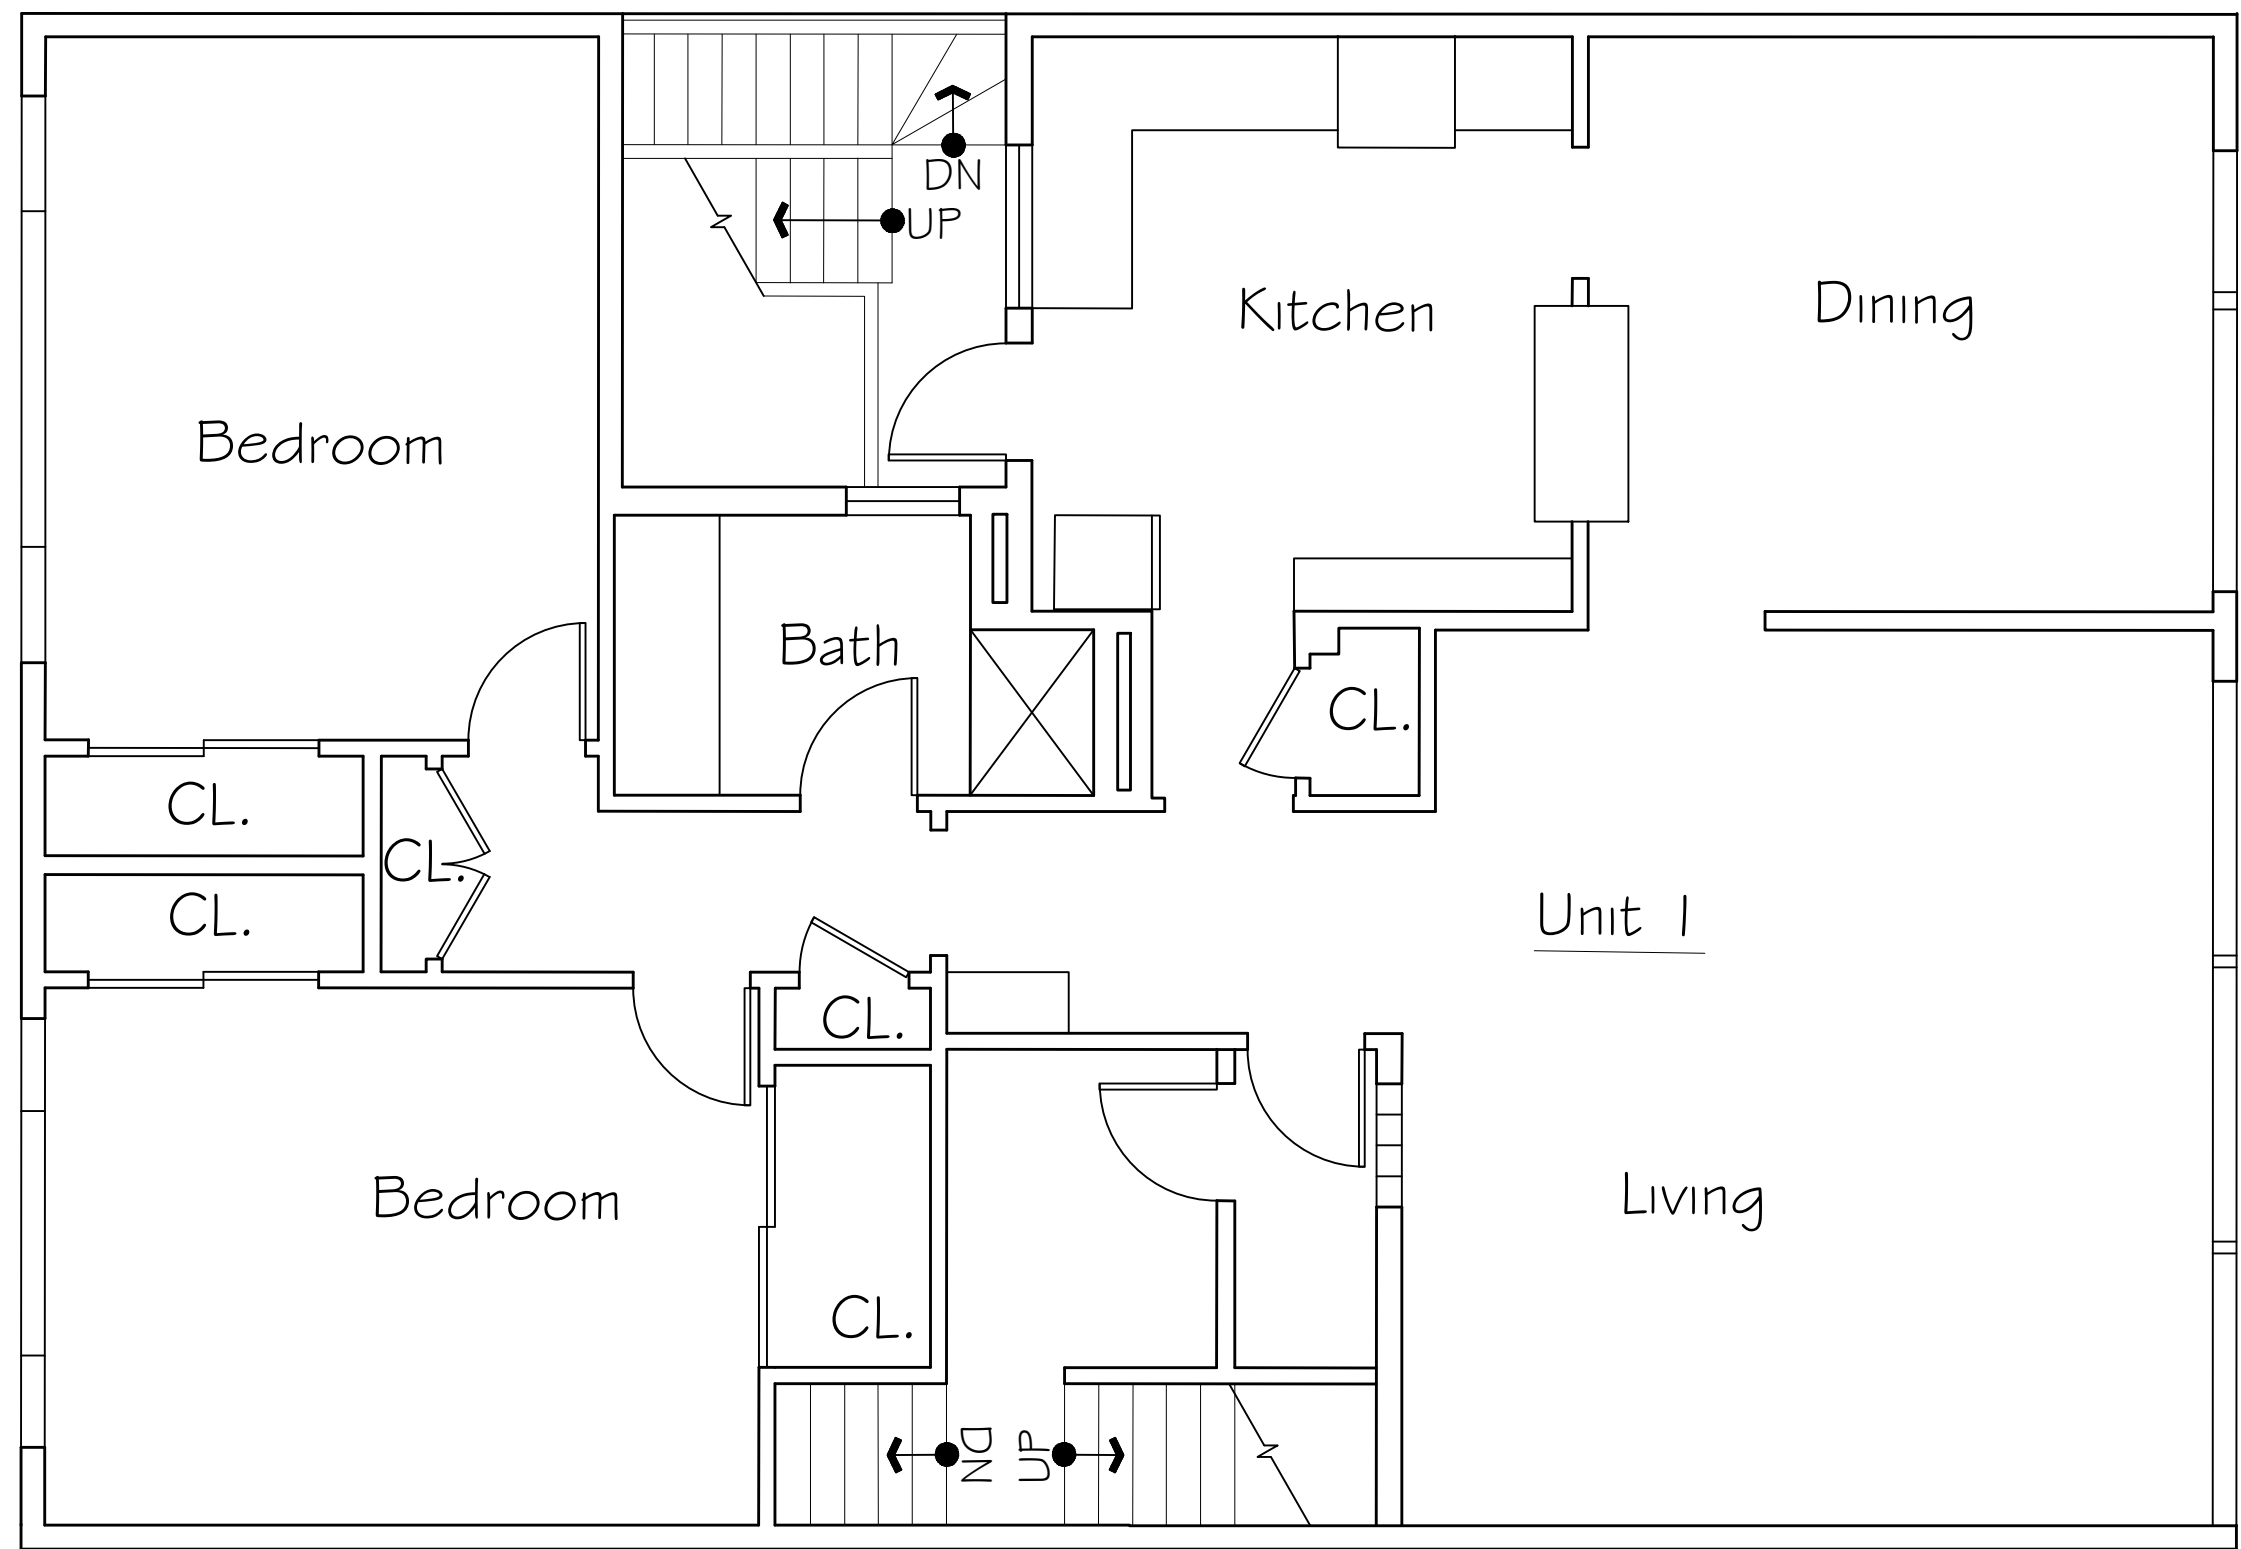 DN
UP
Kitchen
Dining
Bedroom
Bath
CL.
CL.
CL.
CL.
Unit 1
CL.
Bedroom
Living
CL.
DN
UP